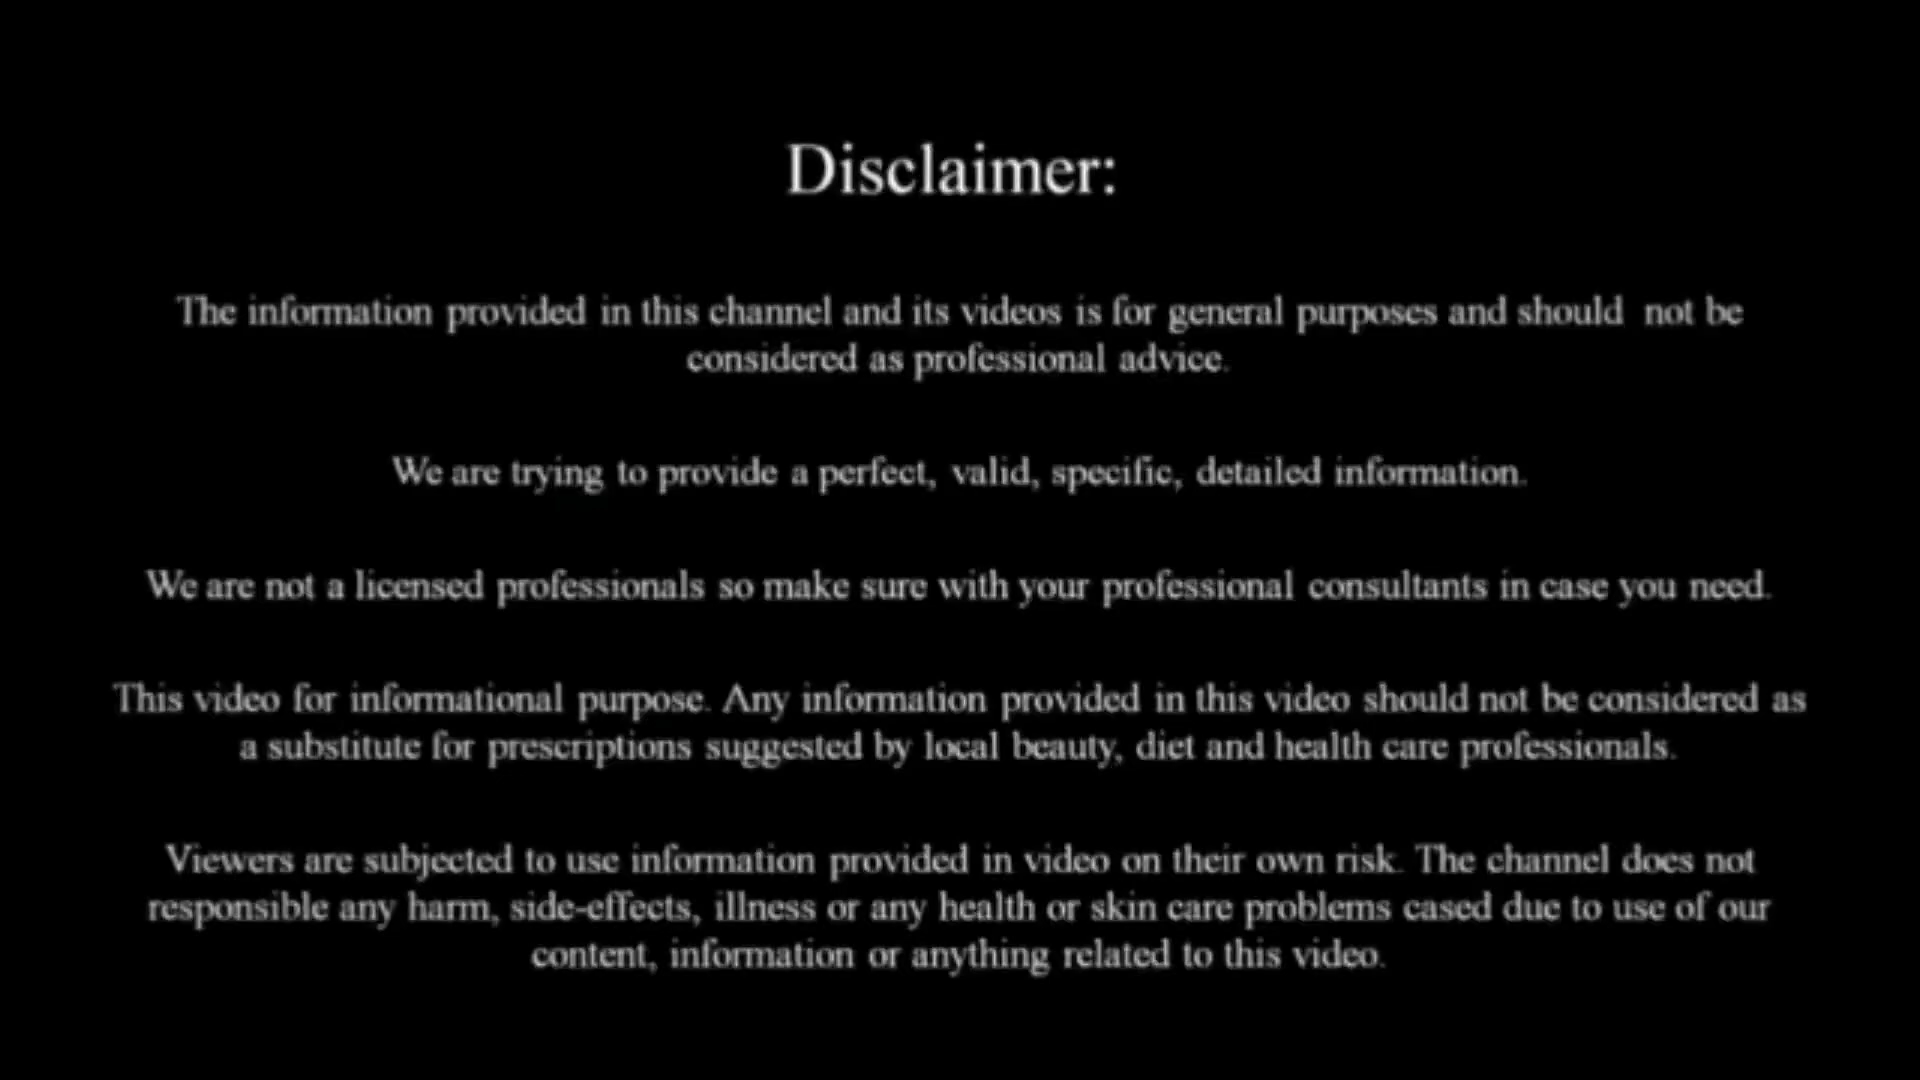 Disclaimer:
The information provided in this channel and its videos is for general purposes and should not be
considered as professional advice.
We are trying to provide a perfect, valid, specific, detailed information.
We are not a licensed professionals so make sure with your professional consultants in case you need.
This video for informational purpose. Any information provided in this video should not be considered as
a substitute for prescriptions suggested by local beauty, diet and health care professionals.
Viewers are subjected to use information provided in video on their own risk. The channel does not
responsible any harm, side-effects, illness or any health or skin care problems cased due to use of our
content, information or anything related to this video.